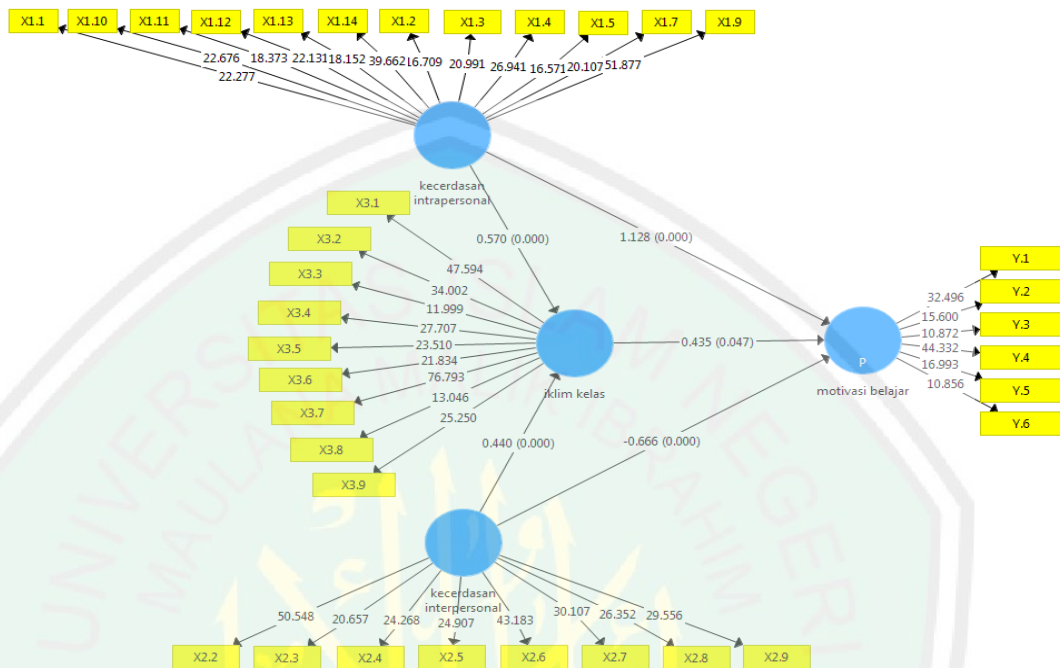 X1.1 X1.10 X1.11 X1.12 X1.13 X1.14 X1.2 X1.3 X1.4 X1.5 X1.7 X1.9
22.676 18.373 22.131 18.152 39.662 16.709 20.991 26.941 16.571 20.107 51.877
22.277
kecerdasan
intrapersonal
X3.1
X3.2
X3.3
X3.4
X3.5
X3.6
X3.7
X3.8
X3.9
47.594
34.002
11.999
27.707
23.510
21.834
76.793
13.046
25.250
0.570 (0.000)
1.128 (0.000)
iklim kelas
0.435 (0.047)
0.440 (0.000)
-0.666 (0.000)
P
motivasi belajar
32.496
15.600
10.872
44.332
16.993
10.856
Y.1
Y.2
Y.3
Y.4
Y.5
Y.6
kecerdasan
interpersonal
50.548 20.657 24.268 24.907 43.183 30.107 26.352 29.556
X2.2 X2.3 X2.4 X2.5 X2.6 X2.7 X2.8 X2.9
UNIVERSITAS ISLAM NEGERI
MAULANA MALIK IBRAHIM